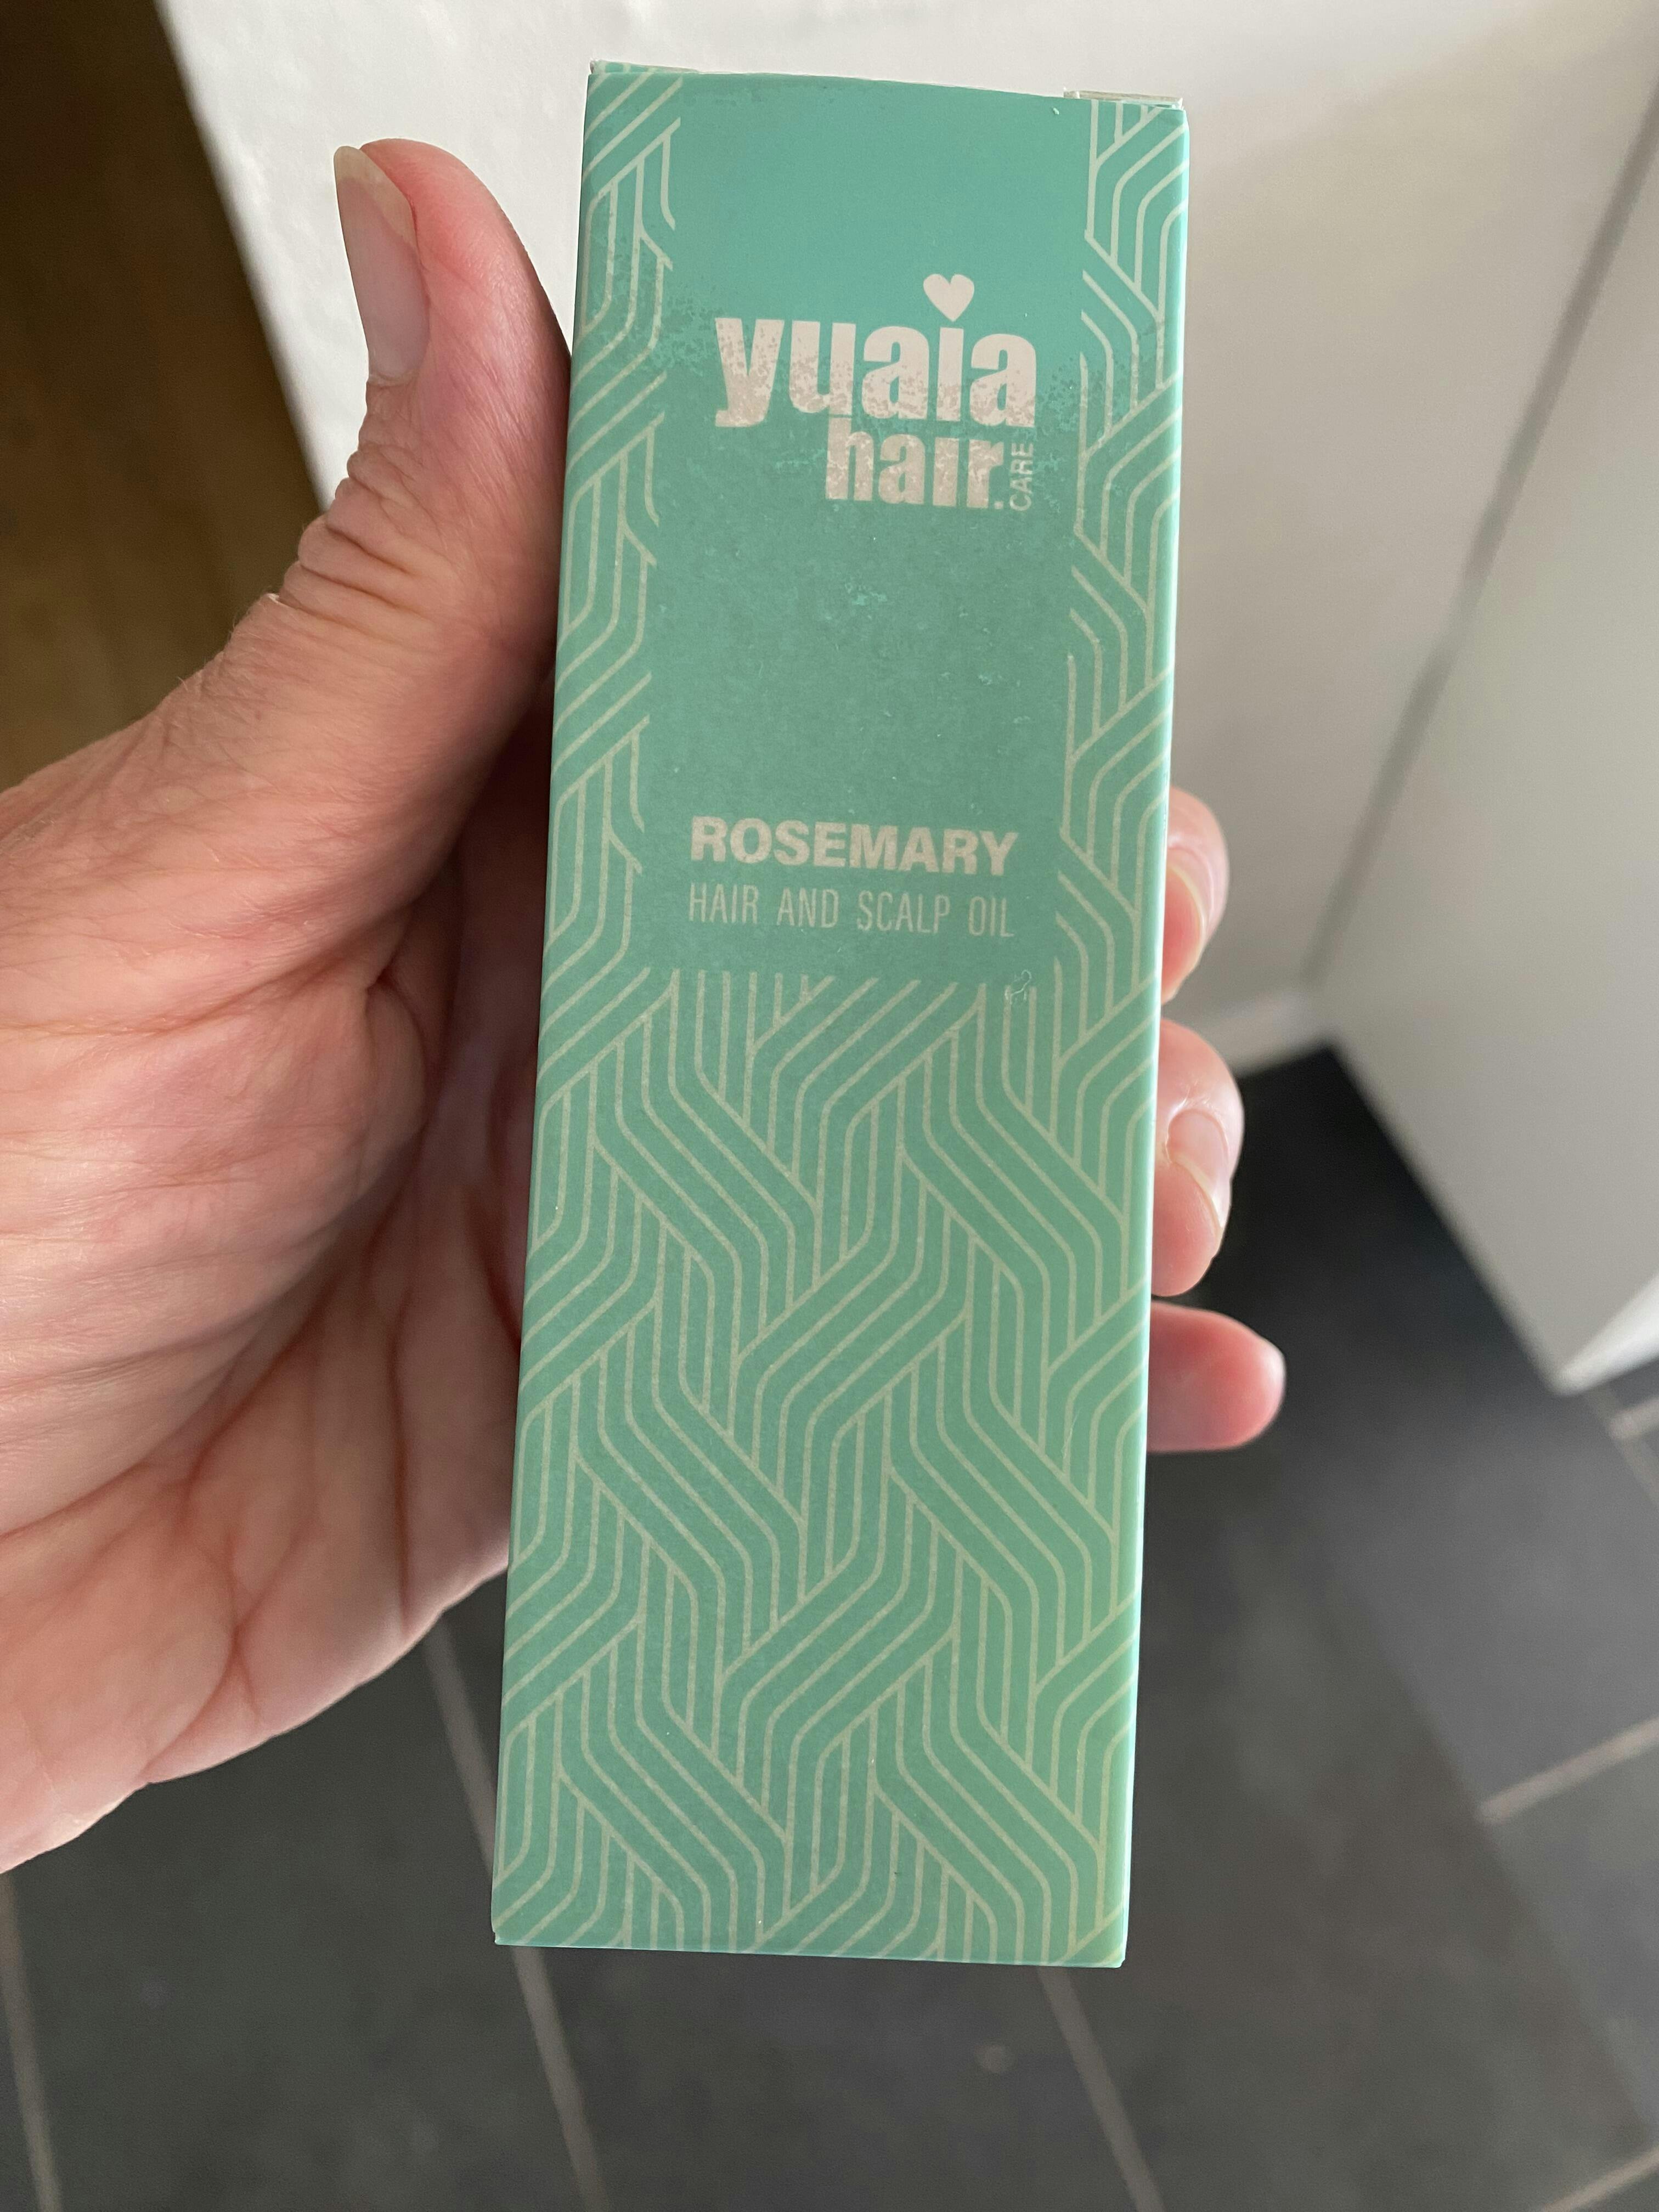 yuaia
hair.
CARE
ROSEMARY
HAIR AND SCALP OIL